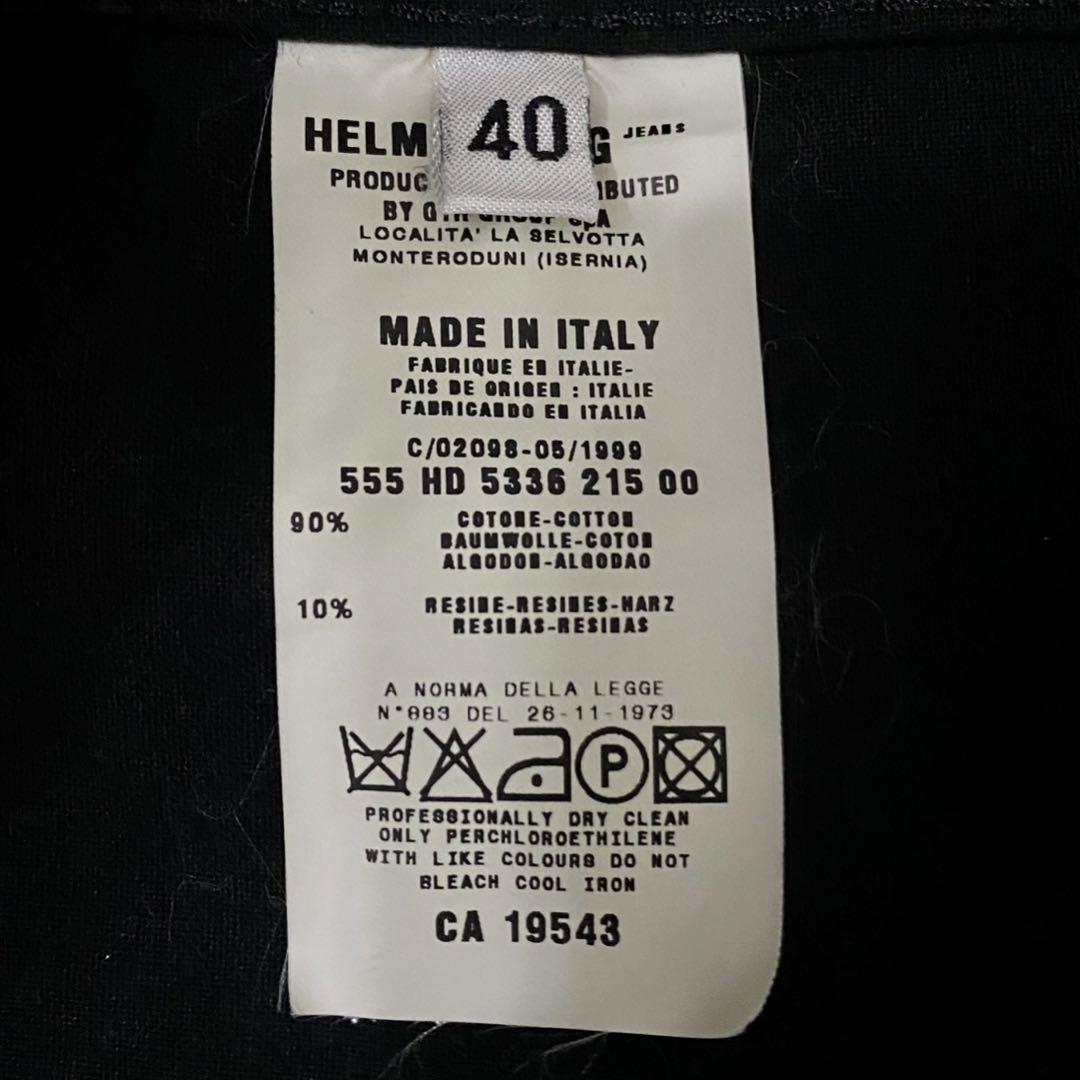 40
HELM G JEANS
PRODUC IBUTED
BY GTR GROUP SpA
LOCALITA' LA SELVOTTA
MONTERODUNI (ISERNIA)
MADE IN ITALY
FABRIQUE EN ITALIE-
PAIS DE ORIGEN : ITALIE
FABRICANDO EN ITALIA
C/02098-05/1999
555 HD 5336 215 00
90% COTONE-COTTON
BAUMWOLLE-COTON
ALGODON-ALGODAO
10% RESINE-RESINES-HARZ
RESINAS-RESINAS
A NORMA DELLA LEGGE
N°883 DEL 26-11-1973
P
PROFESSIONALLY DRY CLEAN
ONLY PERCHLOROETHILENE
WITH LIKE COLOURS DO NOT
BLEACH COOL IRON
CA 19543